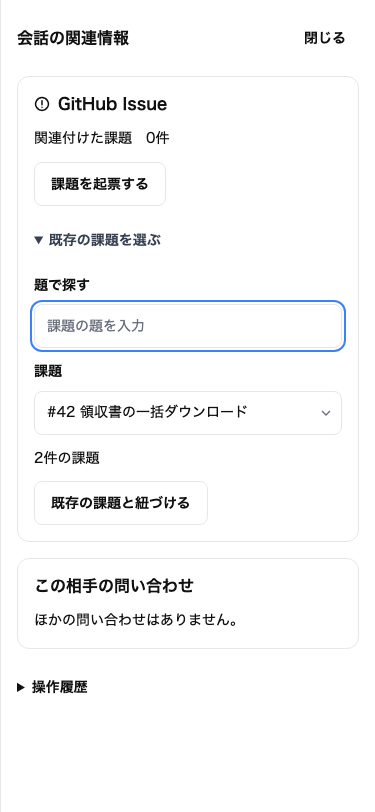 会話の関連情報
閉じる
GitHub Issue
関連付けた課題 0件
課題を起票する
▼ 既存の課題を選ぶ
題で探す
課題の題を入力
課題
#42 領収書の一括ダウンロード
2件の課題
既存の課題と紐づける
この相手の問い合わせ
ほかの問い合わせはありません。
▶ 操作履歴